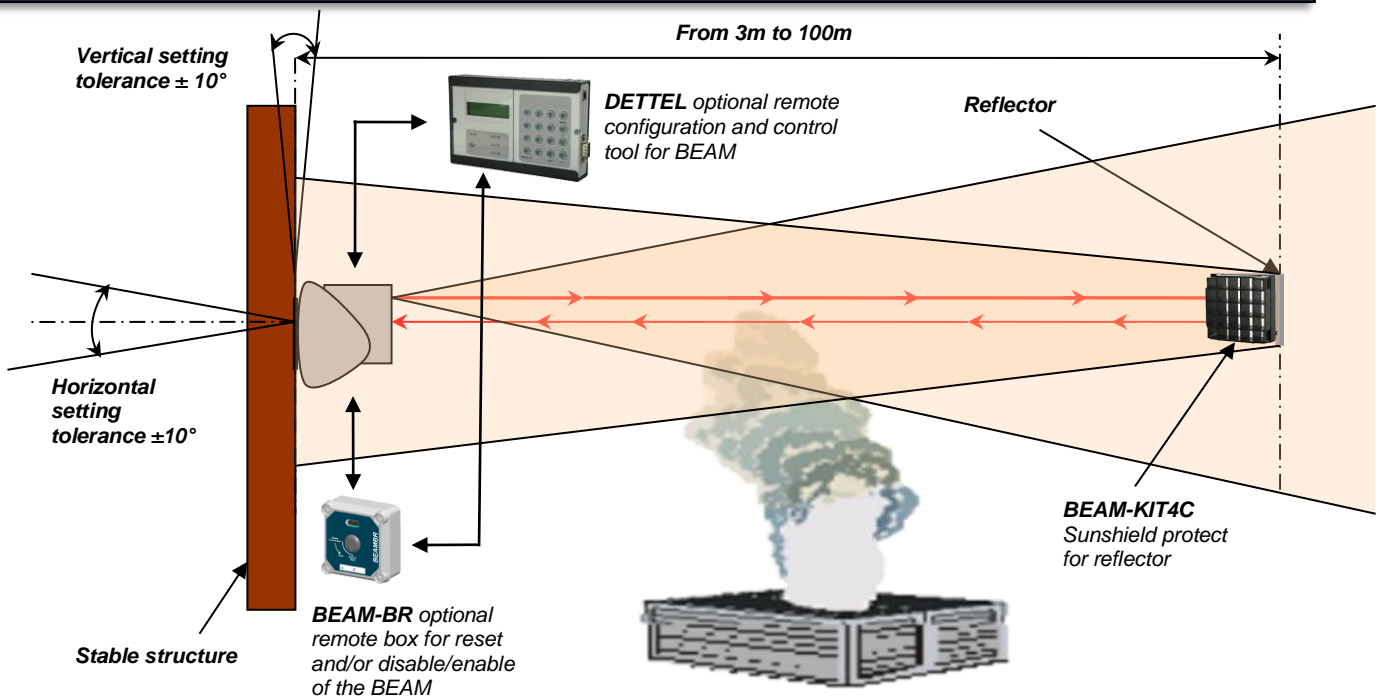 From 3m to 100m
Vertical setting
tolerance ± 10°
DETTEL optional remote
configuration and control
tool for BEAM
Reflector
Horizontal
setting
tolerance ±10°
BEAMBR
BEAM-KIT4C
Sunshield protect
for reflector
BEAM-BR optional
remote box for reset
and/or disable/enable
of the BEAM
Stable structure